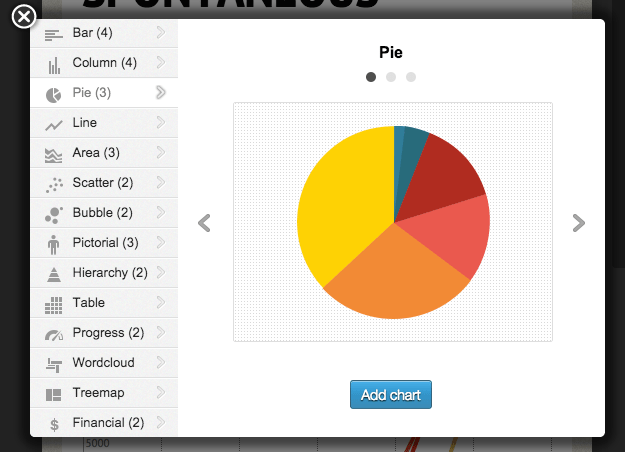 SPONTANEOUS
Bar (4)
Column (4)
Pie (3)
Line
Area (3)
Scatter (2)
Bubble (2)
Pictorial (3)
Hierarchy (2)
Table
Progress (2)
Wordcloud
Treemap
$ Financial (2)
Pie
Add chart
5000